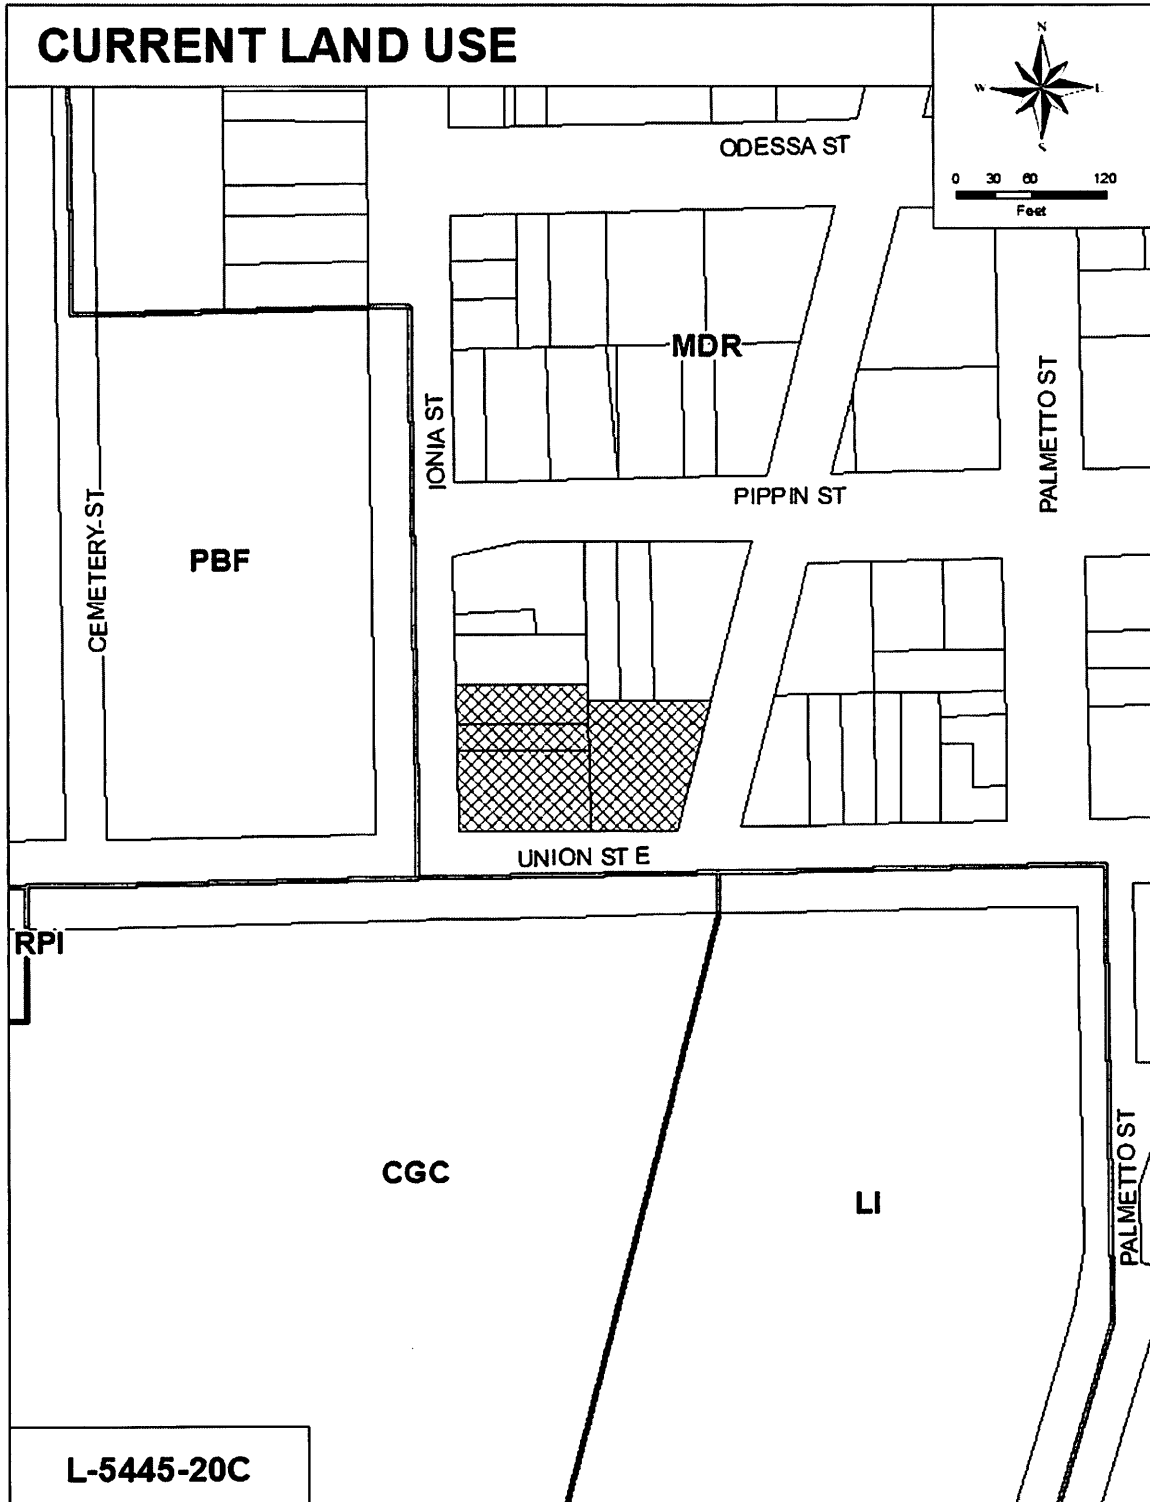 CURRENT LAND USE
N
W
S
0 30 60 120
Feet
ODESSA ST
MDR
IONIA ST
PALMETTO ST
PIPPIN ST
CEMETERY-ST
PBF
UNION ST E
RPI
CGC
LI
PALMETTO ST
L-5445-20C